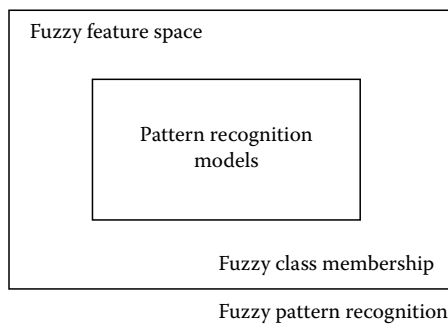 Fuzzy feature space
Pattern recognition
models
Fuzzy class membership
Fuzzy pattern recognition